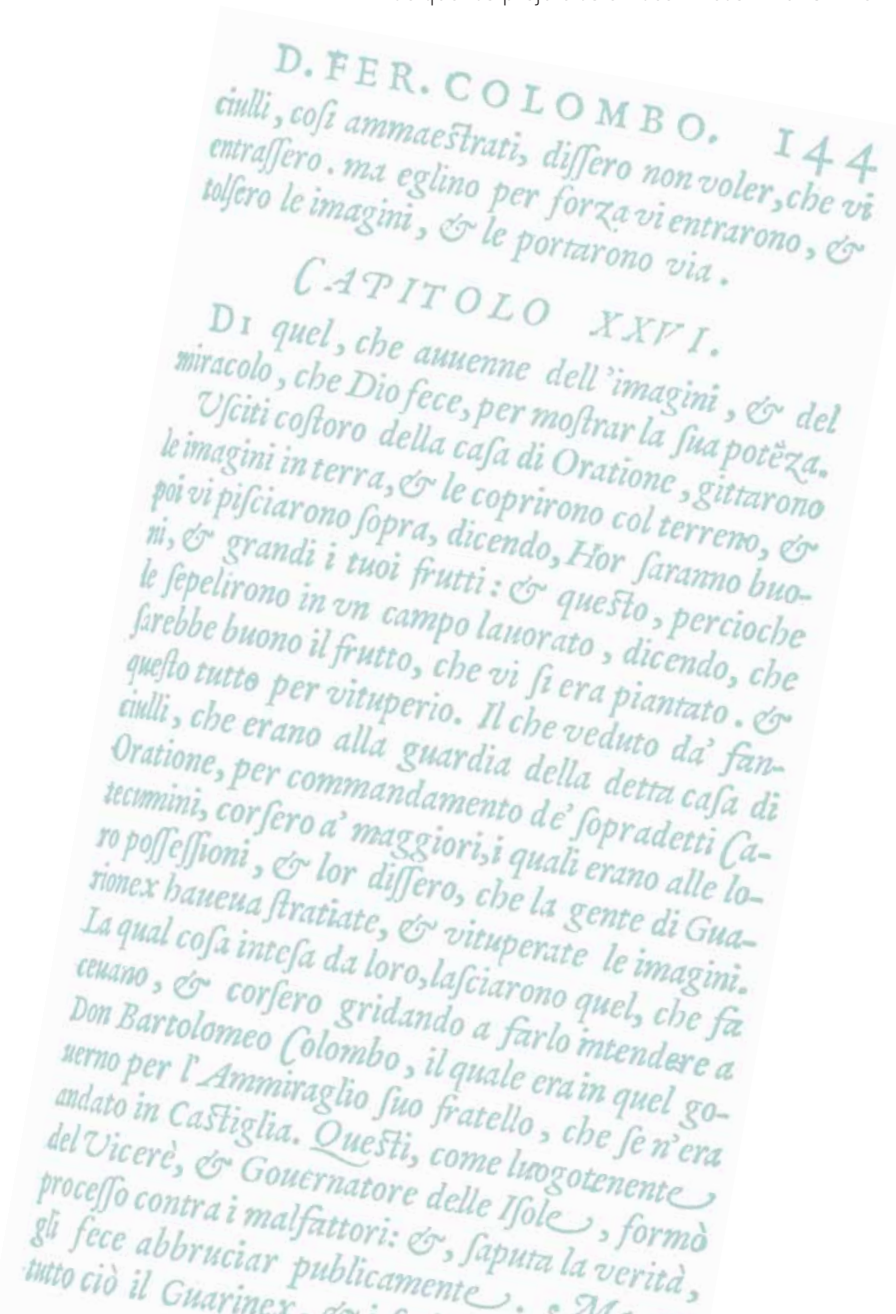 D. FER. COLOMBO. 144
ciulli, coſi ammaeſtrati, diſſero non voler, che vi
entraſſero. ma eglino per forza vi entrarono, &
tolſero le imagini, & le portarono via.
CAPITOLO XXVI.
DI quel, che auuenne dell'imagini, & del
miracolo, che Dio fece, per moſtrar la ſua potēza.
Vſciti coſtoro della caſa di Oratione, gittarono
le imagini in terra, & le coprirono col terreno, &
poi vi piſciarono ſopra, dicendo, Hor ſaranno buo-
ni, & grandi i tuoi frutti: & queſto, percioche
le ſepelirono in vn campo lauorato, dicendo, che
ſarebbe buono il frutto, che vi ſi era piantato. &
queſto tutto per vituperio. Il che veduto da' fan-
ciulli, che erano alla guardia della detta caſa di
Oratione, per commandamento de' ſopradetti Ca-
tecumini, corſero a' maggiori, i quali erano alle lo-
ro poſſeſſioni, & lor diſſero, che la gente di Gua-
rionex haueua ſtratiate, & vituperate le imagini.
La qual coſa inteſa da loro, laſciarono quel, che fa
ceuano, & corſero gridando a farlo intendere a
Don Bartolomeo Colombo, il quale era in quel go-
uerno per l'Ammiraglio ſuo fratello, che ſe n'era
andato in Caſtiglia. Queſti, come luogotenente
del Vicerè, & Gouernatore delle Iſole, formò
proceſſo contra i malfattori: &, ſaputa la verità,
gli fece abbruciar publicamente.
tutto ciò il Guarinex